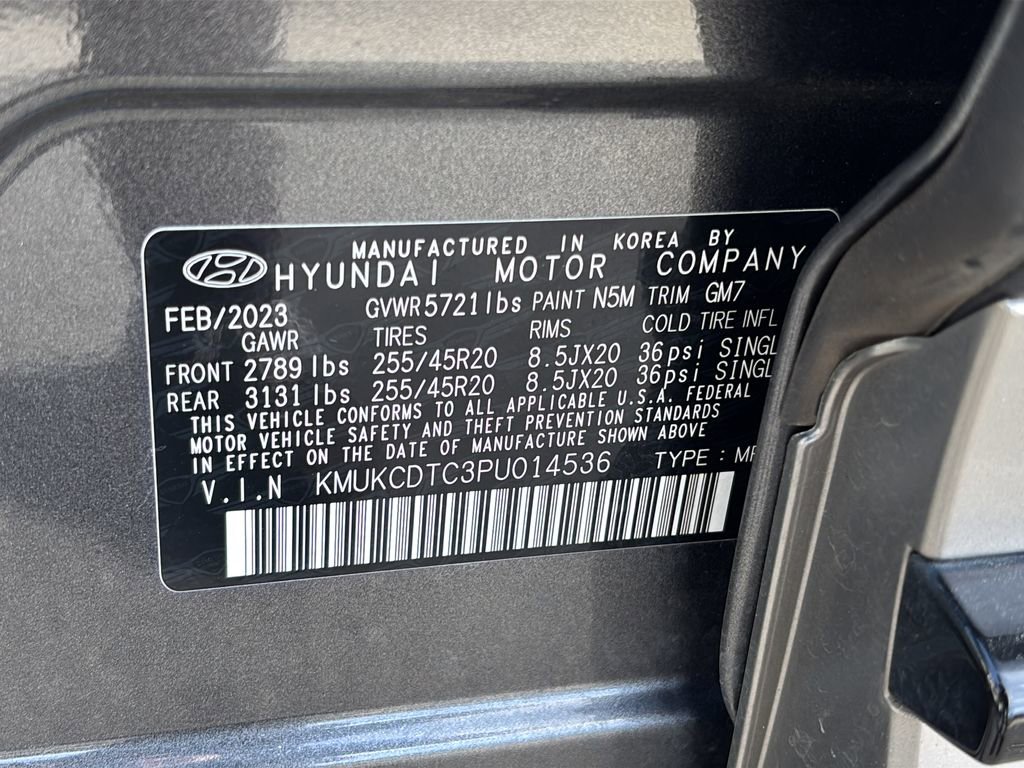 MANUFACTURED IN KOREA BY
HYUNDAI MOTOR COMPANY
FEB/2023 GVWR 5721 lbs PAINT N5M TRIM GM7
GAWR TIRES RIMS COLD TIRE INFL
FRONT 2789 lbs 255/45R20 8.5JX20 36psi SINGL
REAR 3131 lbs 255/45R20 8.5JX20 36psi SINGL
THIS VEHICLE CONFORMS TO ALL APPLICABLE U.S.A. FEDERAL
MOTOR VEHICLE SAFETY AND THEFT PREVENTION STANDARDS
IN EFFECT ON THE DATE OF MANUFACTURE SHOWN ABOVE
V.I.N KMUKCDTC3PU014536 TYPE : MP